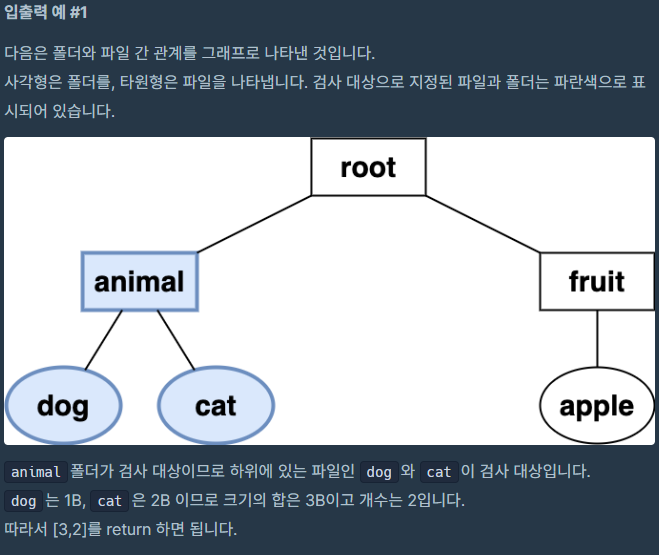 입출력 예 #1
다음은 폴더와 파일 간 관계를 그래프로 나타낸 것입니다.
사각형은 폴더를, 타원형은 파일을 나타냅니다. 검사 대상으로 지정된 파일과 폴더는 파란색으로 표
시되어 있습니다.
root
animal
fruit
dog
cat
apple
animal 폴더가 검사 대상이므로 하위에 있는 파일인 dog 와 cat 이 검사 대상입니다.
dog 는 1B, cat 은 2B 이므로 크기의 합은 3B이고 개수는 2입니다.
따라서 [3,2]를 return 하면 됩니다.